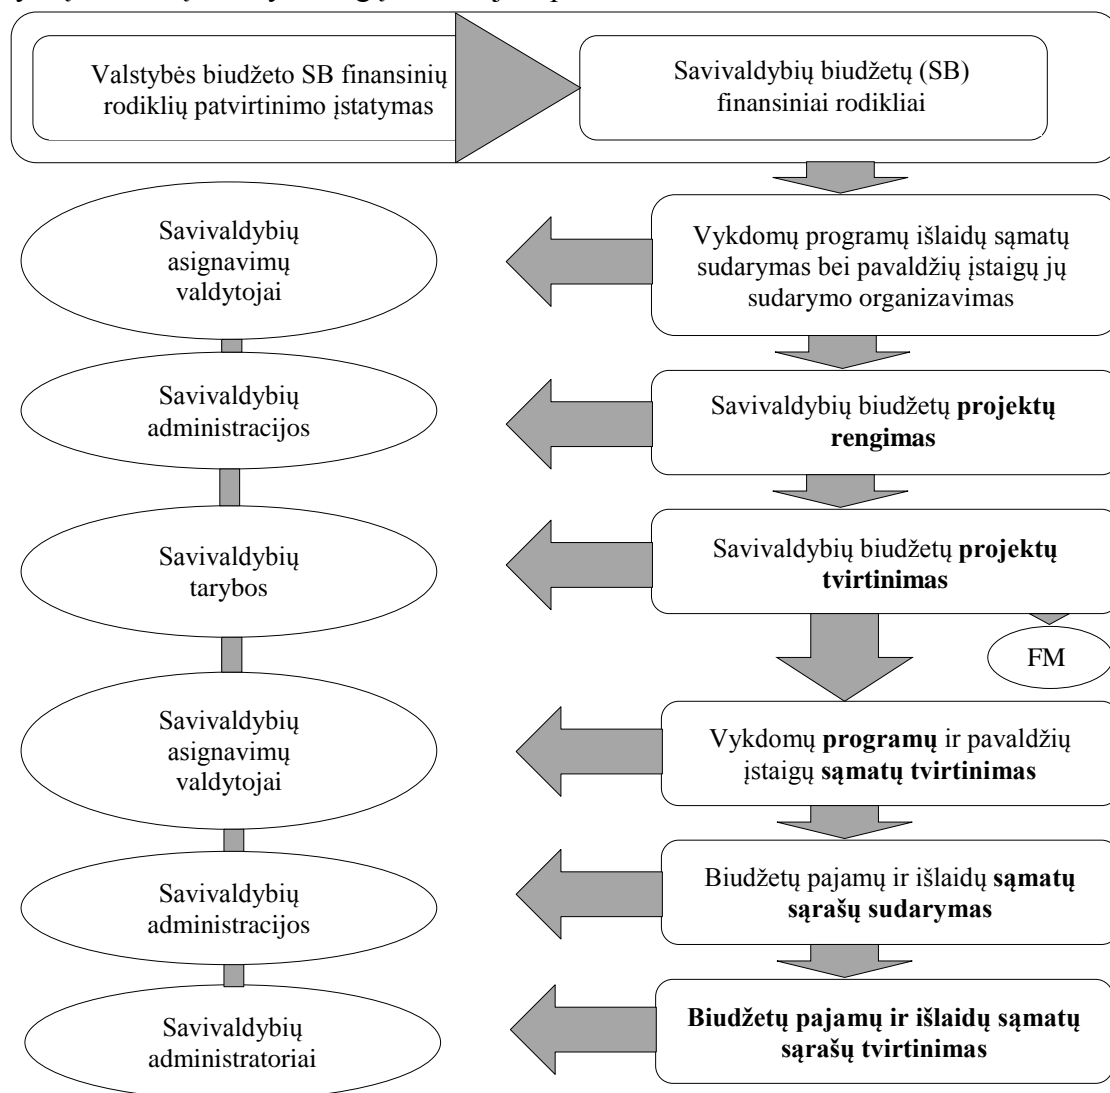 Valstybės biudžeto SB finansinių
rodiklių patvirtinimo įstatymas
Savivaldybių biudžetų (SB)
finansiniai rodikliai
Savivaldybių
asignavimų
valdytojai
Vykdomų programų išlaidų sąmatų
sudarymas bei pavaldžių įstaigų jų
sudarymo organizavimas
Savivaldybių
administracijos
Savivaldybių biudžetų projektų
rengimas
Savivaldybių
tarybos
Savivaldybių biudžetų projektų
tvirtinimas
FM
Savivaldybių
asignavimų
valdytojai
Vykdomų programų ir pavaldžių
įstaigų sąmatų tvirtinimas
Savivaldybių
administracijos
Biudžetų pajamų ir išlaidų sąmatų
sąrašų sudarymas
Savivaldybių
administratoriai
Biudžetų pajamų ir išlaidų sąmatų
sąrašų tvirtinimas